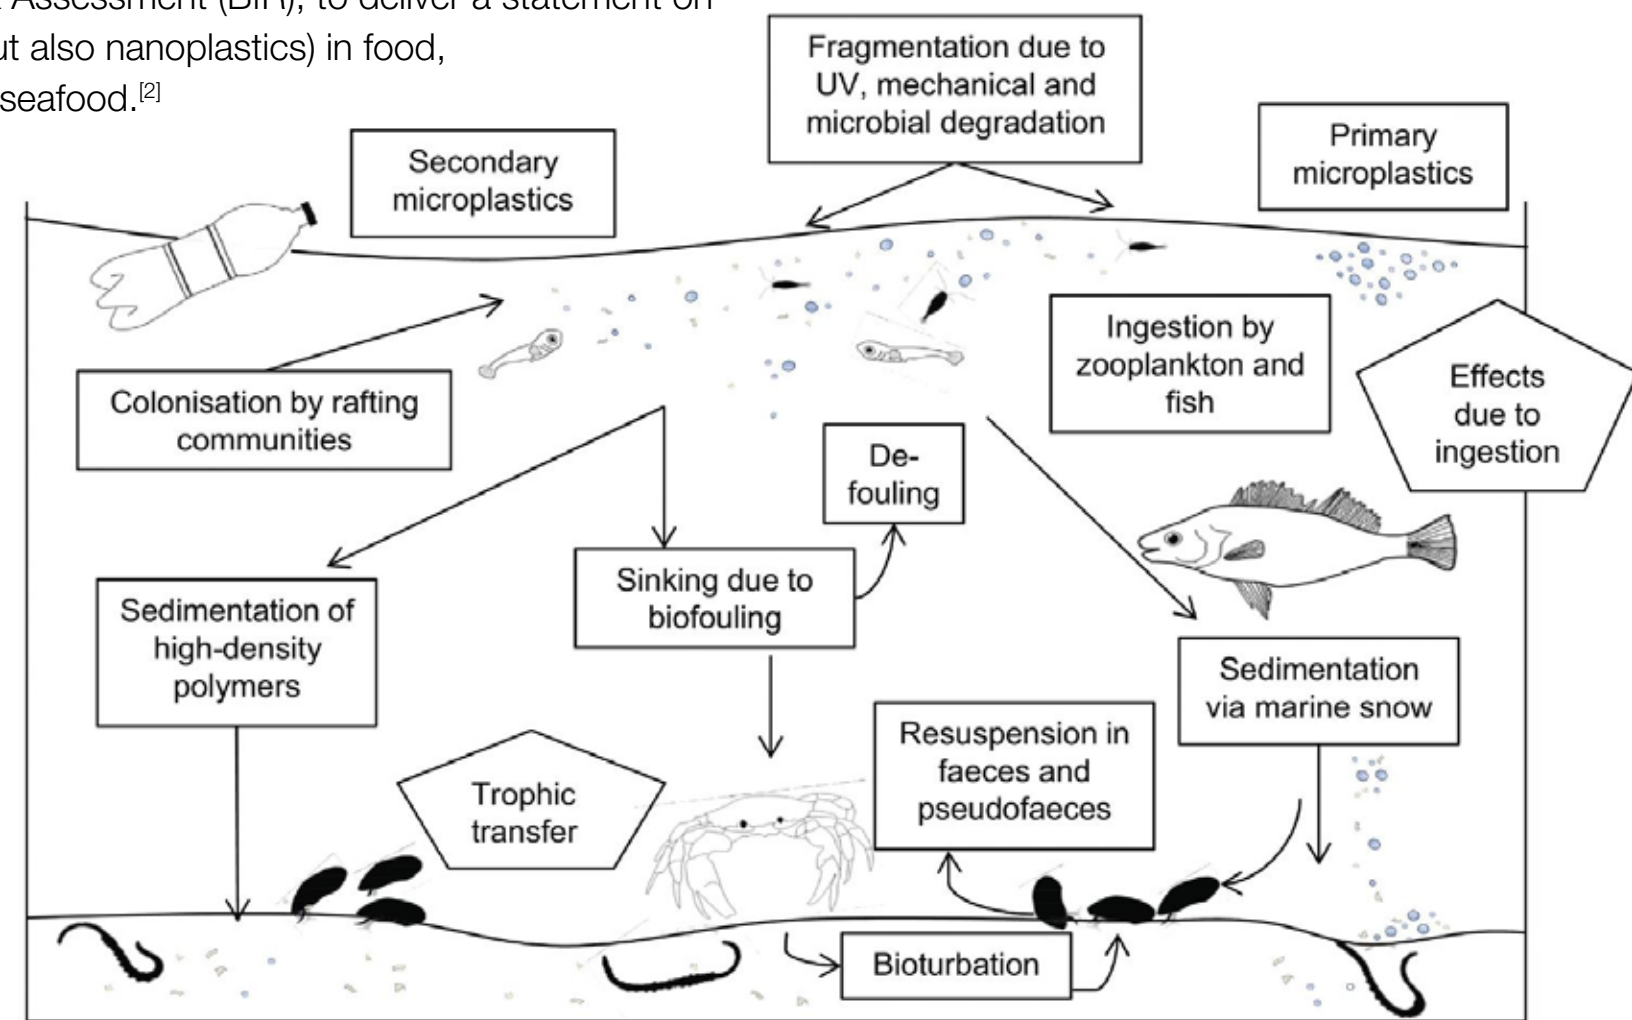 Assessment (BfR), to deliver a statement on
ut also nanoplastics) in food,
seafood.[2]
Fragmentation due to
UV, mechanical and
microbial degradation
Primary
microplastics
Secondary
microplastics
Ingestion by
zooplankton and
fish
Effects
due to
ingestion
Colonisation by rafting
communities
De-
fouling
Sinking due to
biofouling
Sedimentation of
high-density
polymers
Sedimentation
via marine snow
Resuspension in
faeces and
pseudofaeces
Trophic
transfer
Bioturbation